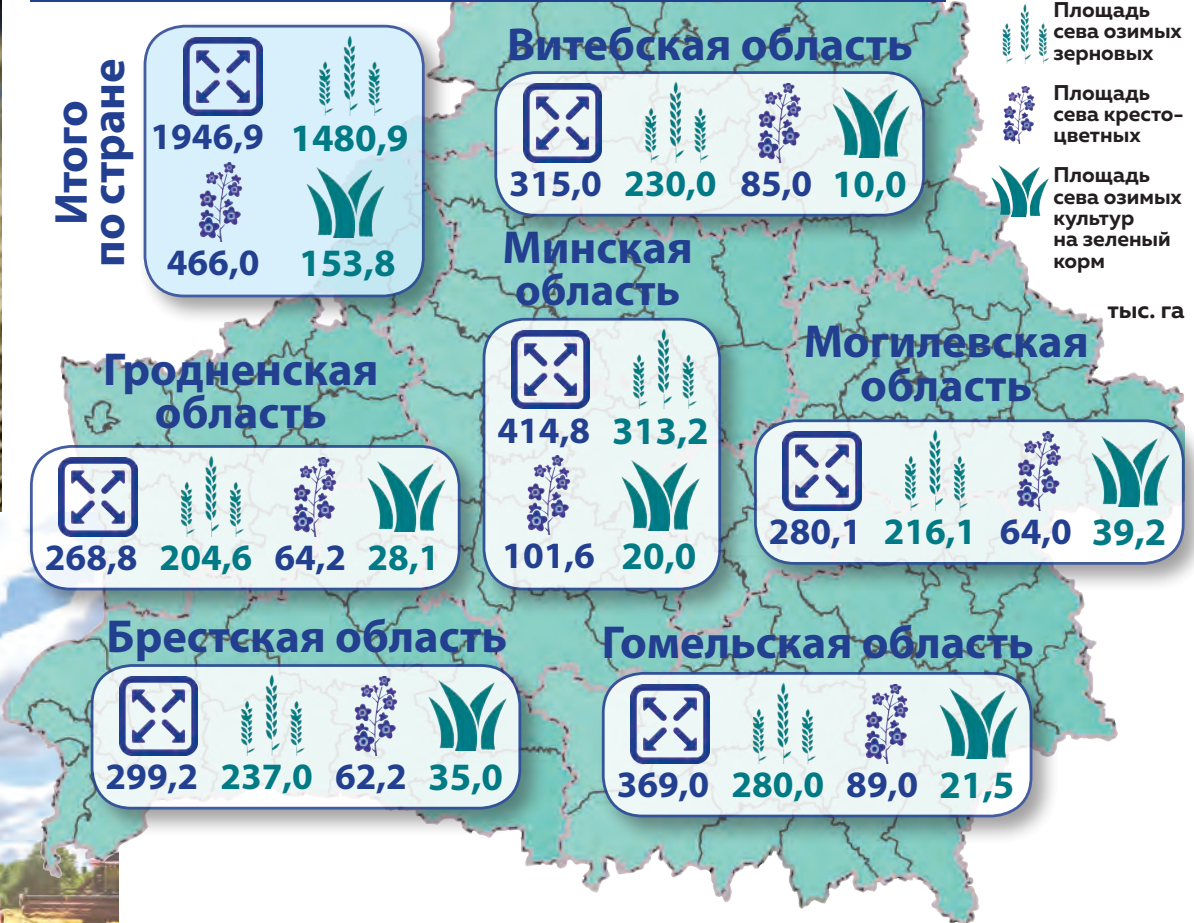 Итого
по стране
1946,9 1480,9
466,0 153,8
Площадь
сева озимых
зерновых
Площадь
сева кресто-
цветных
Площадь
сева озимых
культур
на зеленый
корм
тыс. га
Витебская область
315,0 230,0 85,0 10,0
Минская
область
414,8 313,2
101,6 20,0
Гродненская
область
268,8 204,6 64,2 28,1
Могилевская
область
280,1 216,1 64,0 39,2
Брестская область
299,2 237,0 62,2 35,0
Гомельская область
369,0 280,0 89,0 21,5